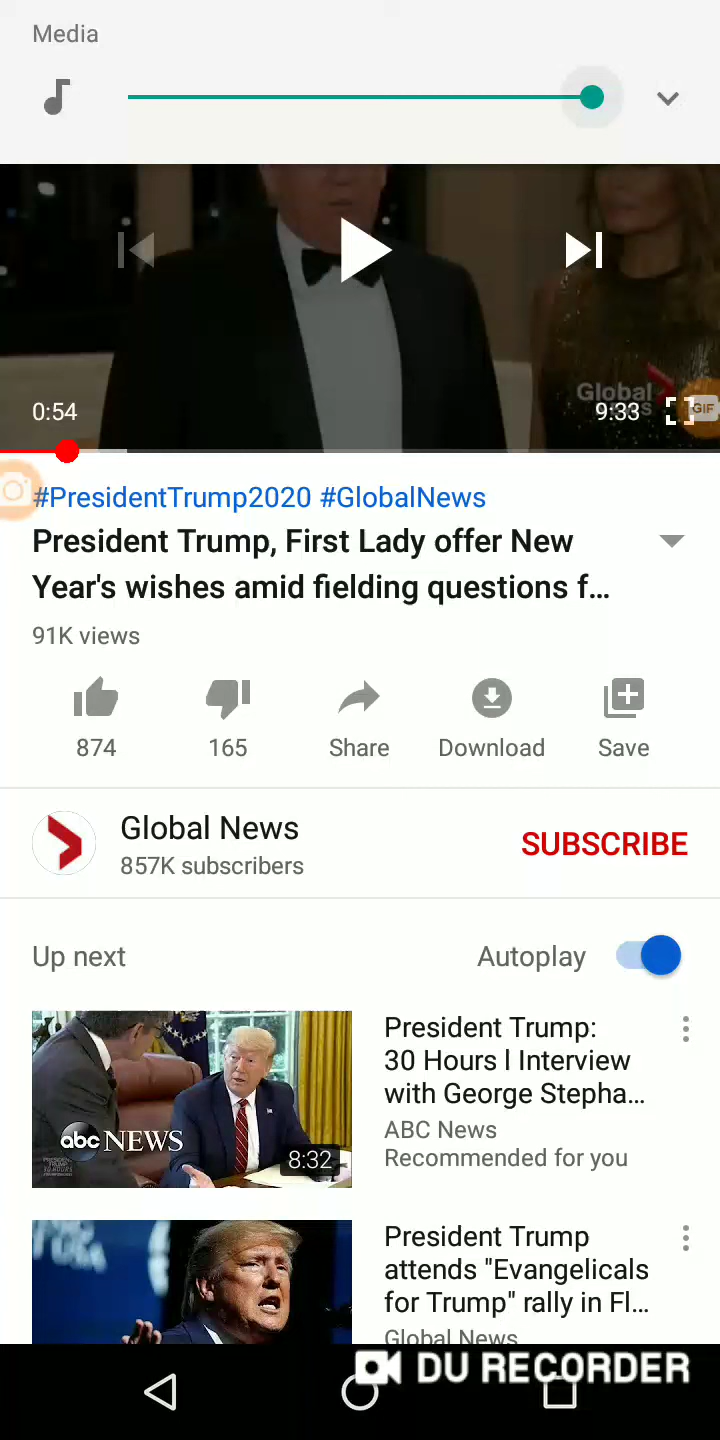 Media
Global
0:54
9:33
GIF
#PresidentTrump2020 #GlobalNews
President Trump, First Lady offer New
Year's wishes amid fielding questions f...
91K views
874
165
Share
Download
Save
Global News
857K subscribers
SUBSCRIBE
Up next
Autoplay
abc NEWS
8:32
President Trump:
30 Hours l Interview
with George Stepha...
ABC News
Recommended for you
President Trump
attends "Evangelicals
for Trump" rally in Fl...
Global News
DU RECORDER